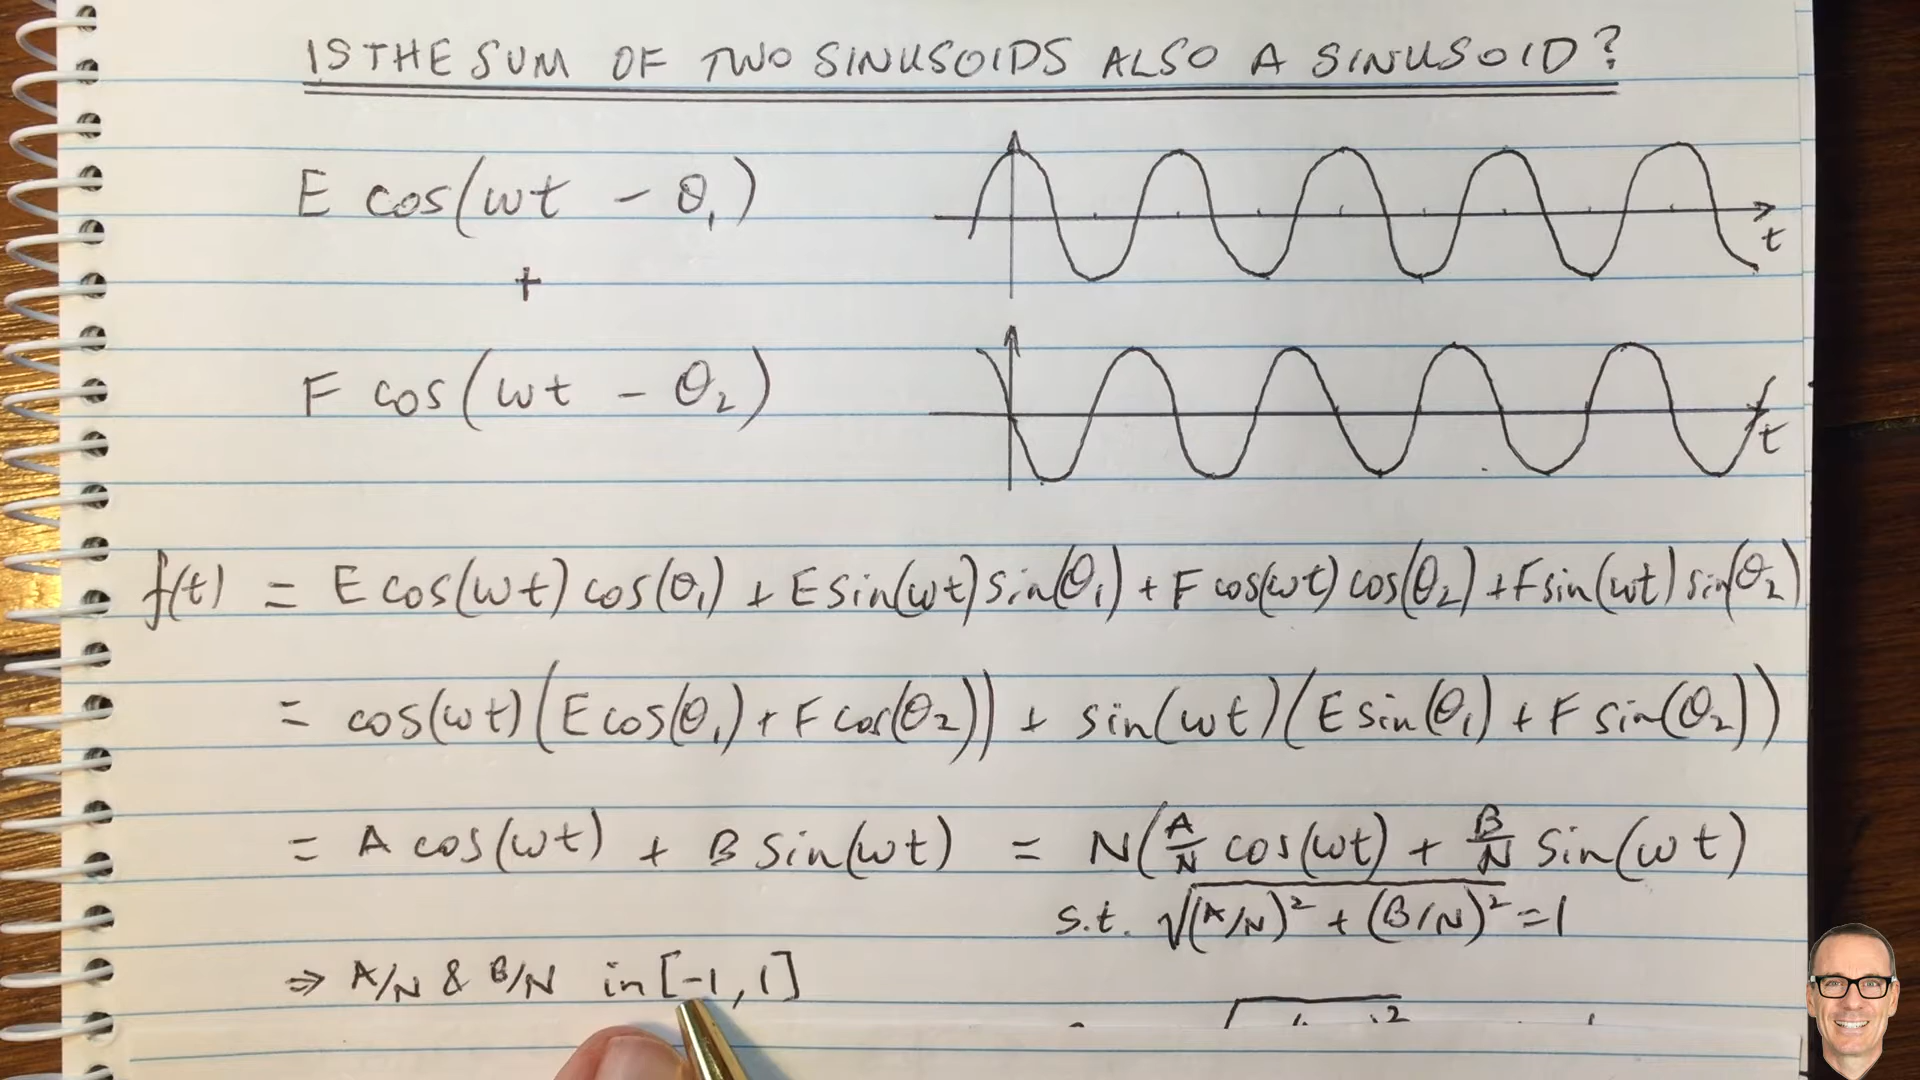 IS THE SUM OF TWO SINUSOIDS ALSO A SINUSOID?
E cos(ωt - θ₁)
t
+
F cos(ωt - θ₂)
t
f(t) = E cos(ωt) cos(θ₁) + E sin(ωt) sin(θ₁) + F cos(ωt) cos(θ₂) + F sin(ωt) sin(θ₂)
= cos(ωt)(E cos(θ₁) + F cos(θ₂)) + sin(ωt)(E sin(θ₁) + F sin(θ₂))
= A cos(ωt) + B sin(ωt) = N(A/N cos(ωt) + B/N sin(ωt)
s.t. √((A/N)² + (B/N)²) = 1
⇒ A/N & B/N in [-1, 1]